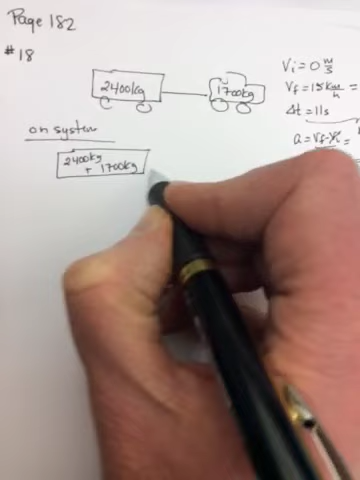 Page 182
#18
2400kg
1700kg
Vi = 0 m/s
Vf = 15 km/h =
Δt = 11s
a = Vf - Vi =
on system
2400kg
+ 1700kg